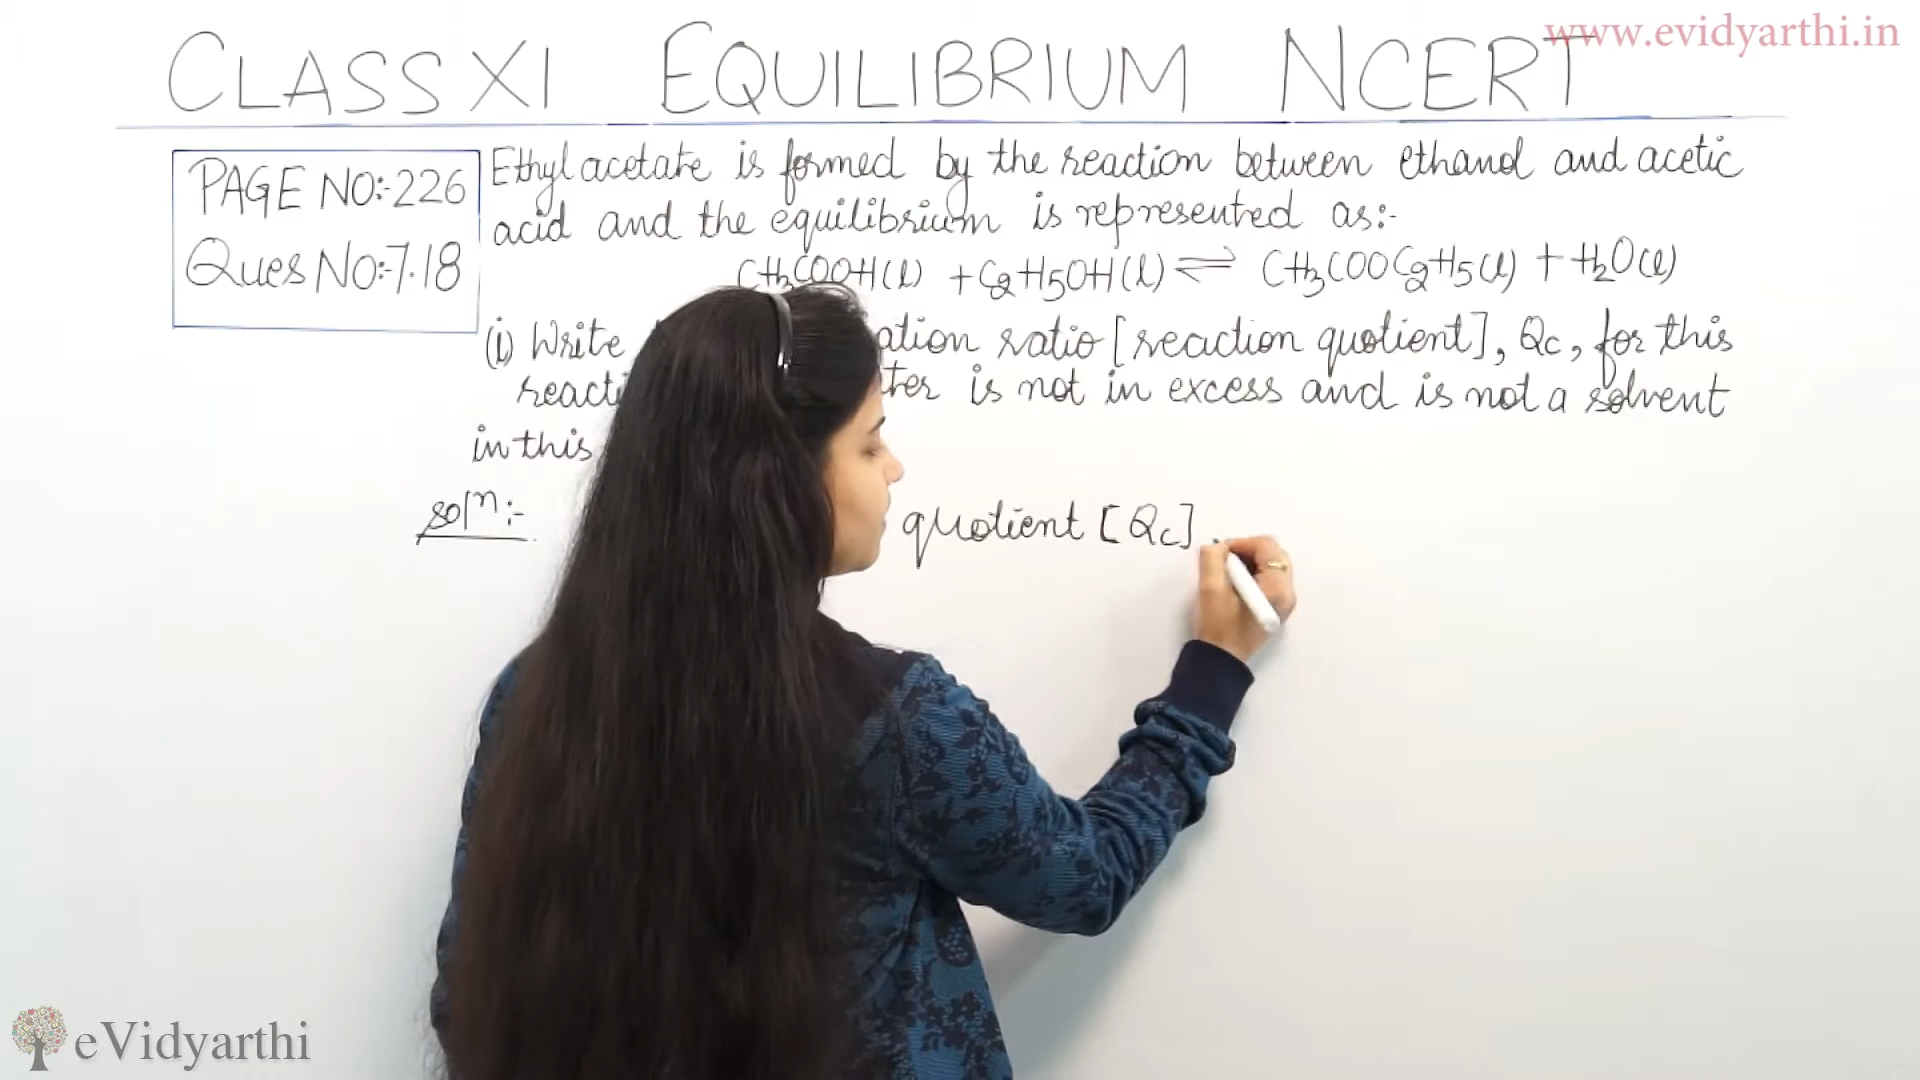 www.evidyarthi.in
CLASS XI EQUILIBRIUM NCERT
PAGE NO:-226
Ques NO:-7.18
Ethyl acetate is formed by the reaction between ethanol and acetic
acid and the equilibrium is represented as:-
CH3COOH(l) + C2H5OH(l) ⇌ CH3COOC2H5(l) + H2O(l)
(i) Write ation ratio [reaction quotient], Qc, for this
reacti ter is not in excess and is not a solvent
in this
soln:- quotient [Qc]
eVidyarthi